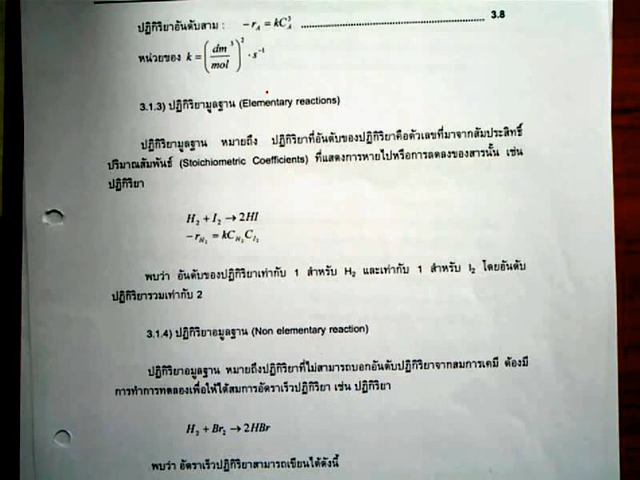 ปฏิกิริยาอันดับสาม : -r_A = kC_A^3 ................................................ 3.8
หน่วยของ k = (dm^3/mol)^2 · s^-1
3.1.3) ปฏิกิริยามูลฐาน (Elementary reactions)
ปฏิกิริยามูลฐาน หมายถึง ปฏิกิริยาที่อันดับของปฏิกิริยาคือตัวเลขที่มาจากสัมประสิทธิ์
ปริมาณสัมพันธ์ (Stoichiometric Coefficients) ที่แสดงการหายไปหรือการลดลงของสารนั้น เช่น
ปฏิกิริยา
H₂ + I₂ → 2HI
-r_H₂ = kC_H₂C_I₂
พบว่า อันดับของปฏิกิริยาเท่ากับ 1 สำหรับ H₂ และเท่ากับ 1 สำหรับ I₂ โดยอันดับ
ปฏิกิริยารวมเท่ากับ 2
3.1.4) ปฏิกิริยาอมูลฐาน (Non elementary reaction)
ปฏิกิริยาอมูลฐาน หมายถึงปฏิกิริยาที่ไม่สามารถบอกอันดับปฏิกิริยาจากสมการเคมี ต้องมี
การทำการทดลองเพื่อให้ได้สมการอัตราเร็วปฏิกิริยา เช่น ปฏิกิริยา
H₂ + Br₂ → 2HBr
พบว่า อัตราเร็วปฏิกิริยาสามารถเขียนได้ดังนี้